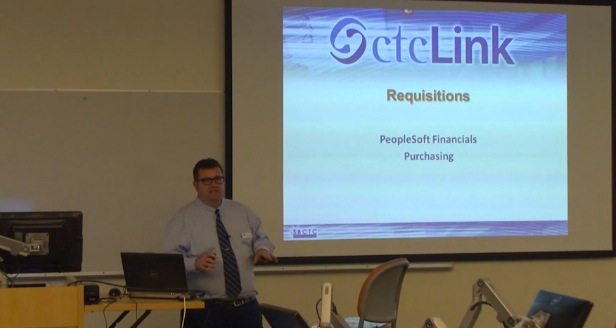 ctcLink
Requisitions
PeopleSoft Financials
Purchasing
SBCTC